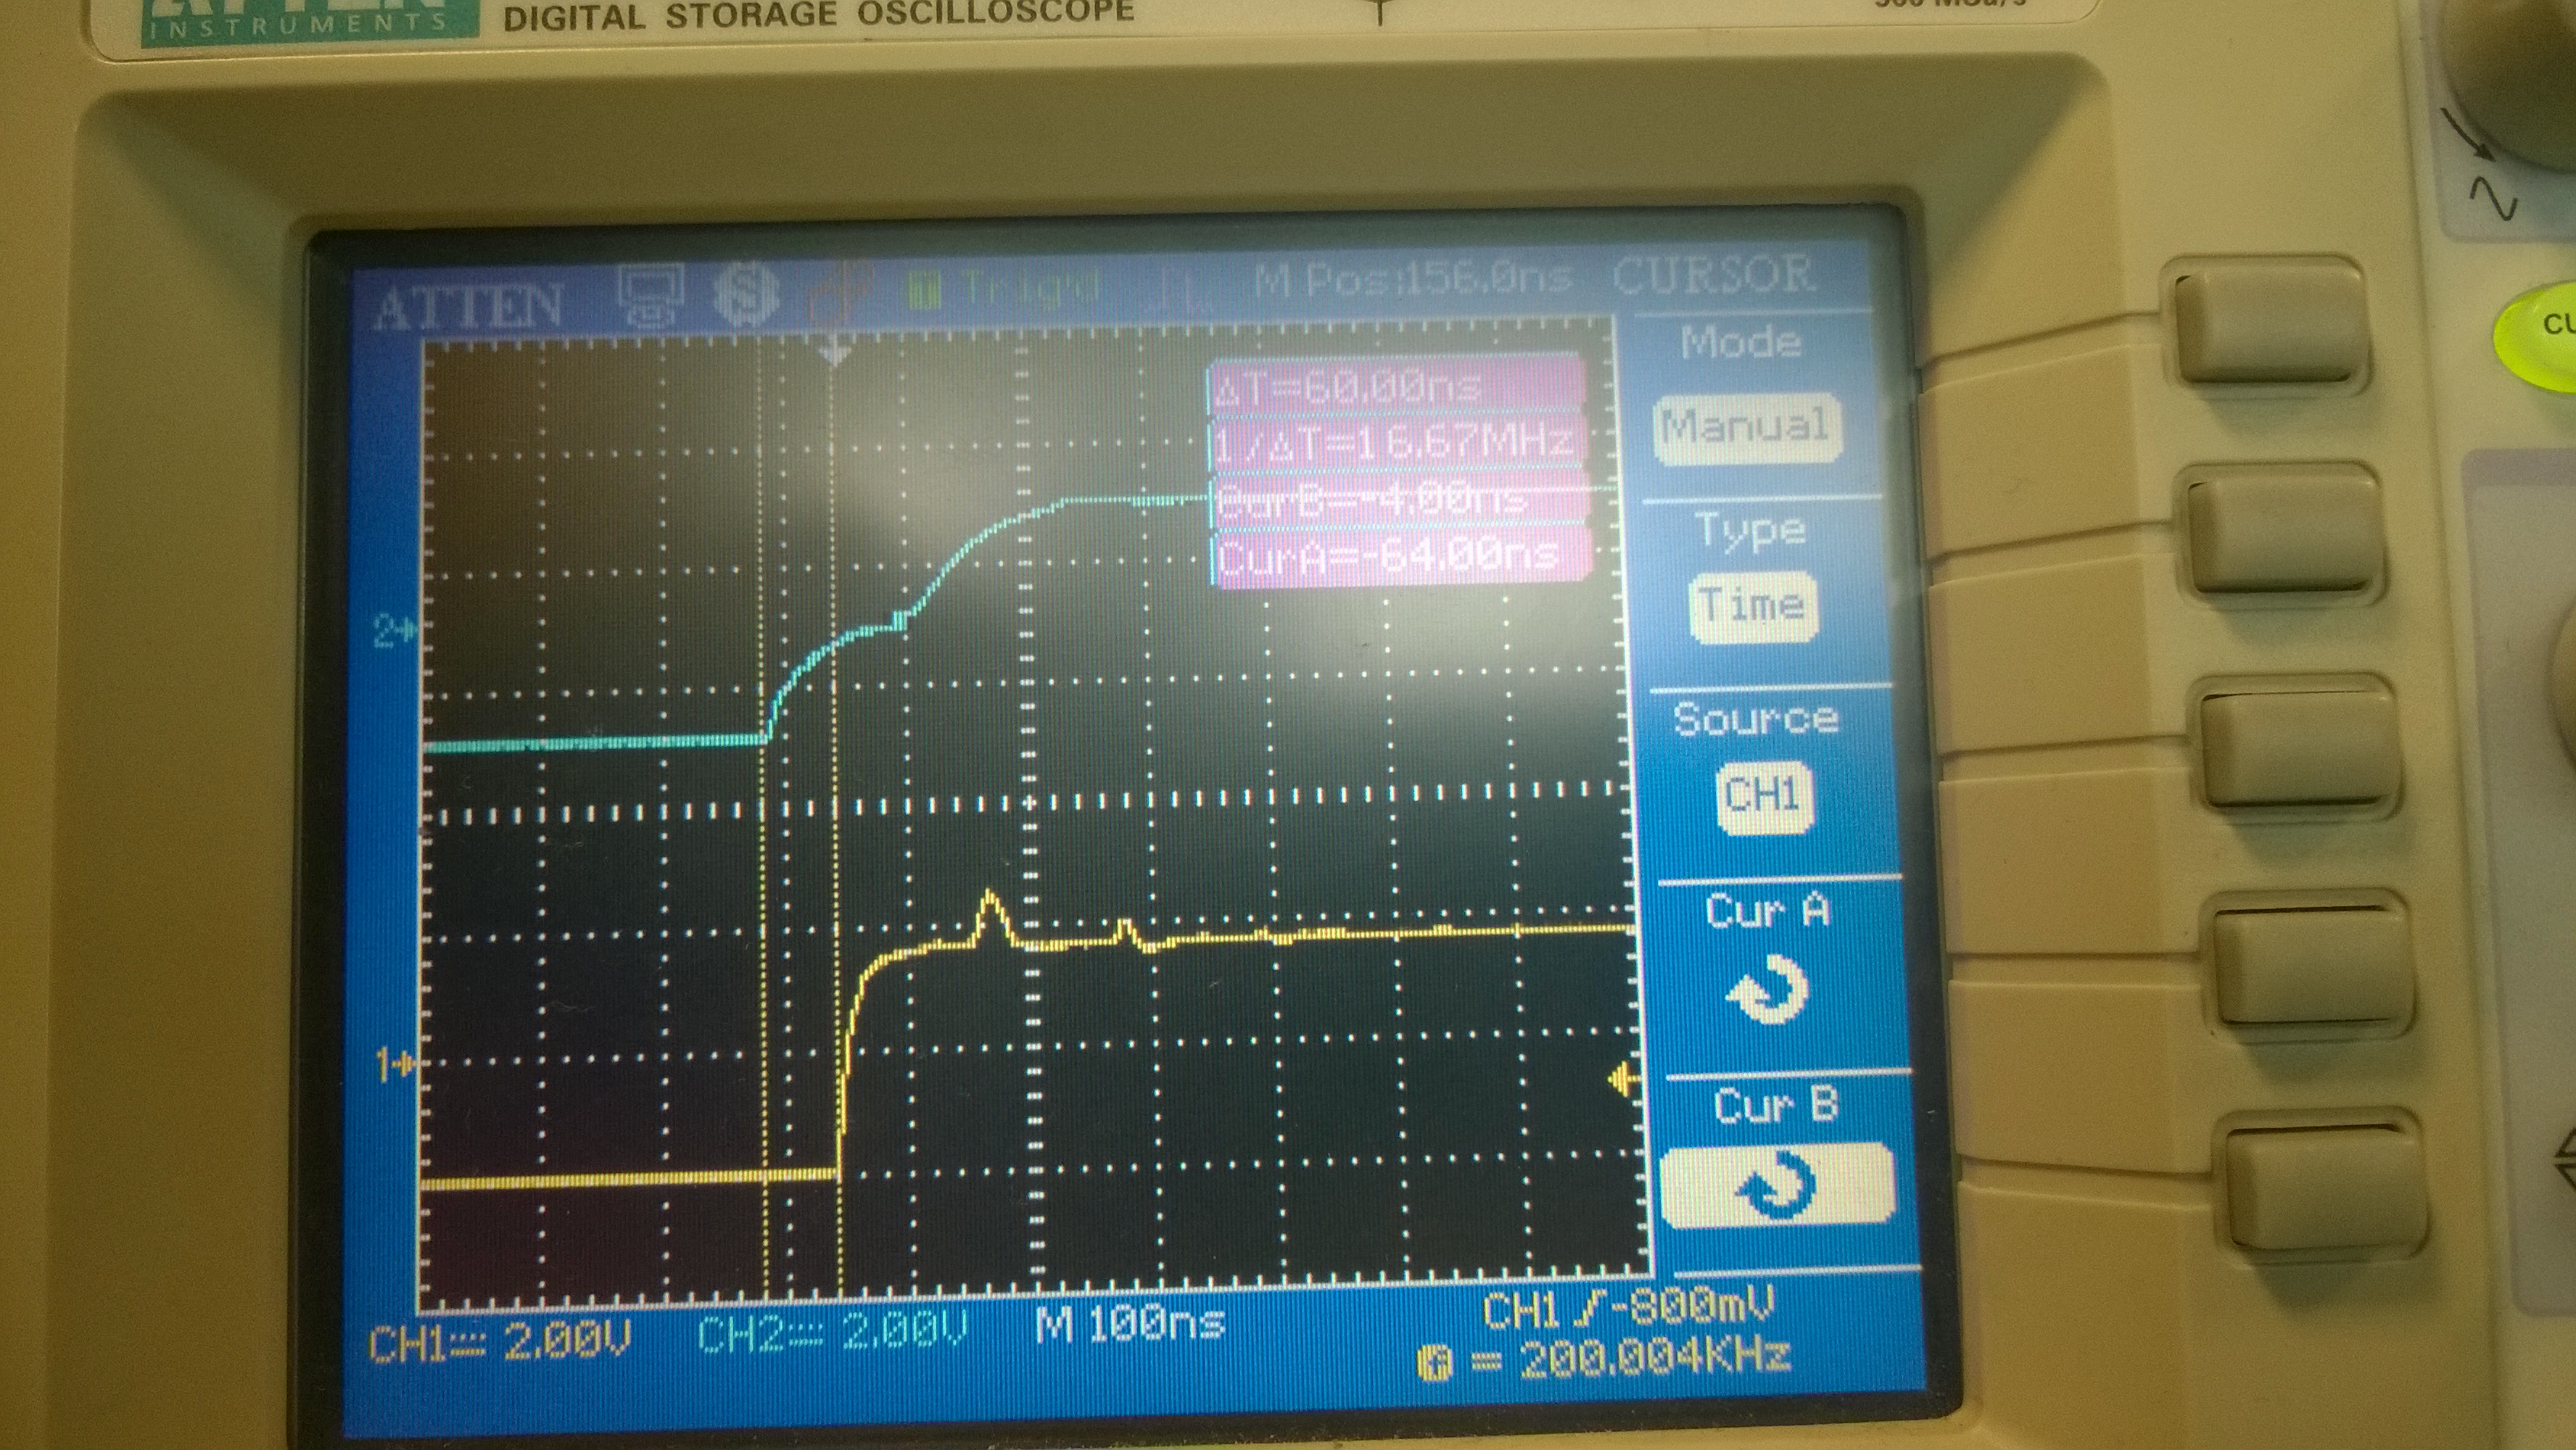 ATTEN
INSTRUMENTS
DIGITAL STORAGE OSCILLOSCOPE
ATTEN
T Trig'd
M Pos:156.0ns
CURSOR
ΔT=60.00ns
1/ΔT=16.67MHz
CurB=-4.00ns
CurA=-64.00ns
Mode
Manual
Type
Time
Source
CH1
Cur A
Cur B
2
1
CH1 2.00V
CH2 2.00V
M 100ns
CH1 -800mV
= 200.004KHz
CU